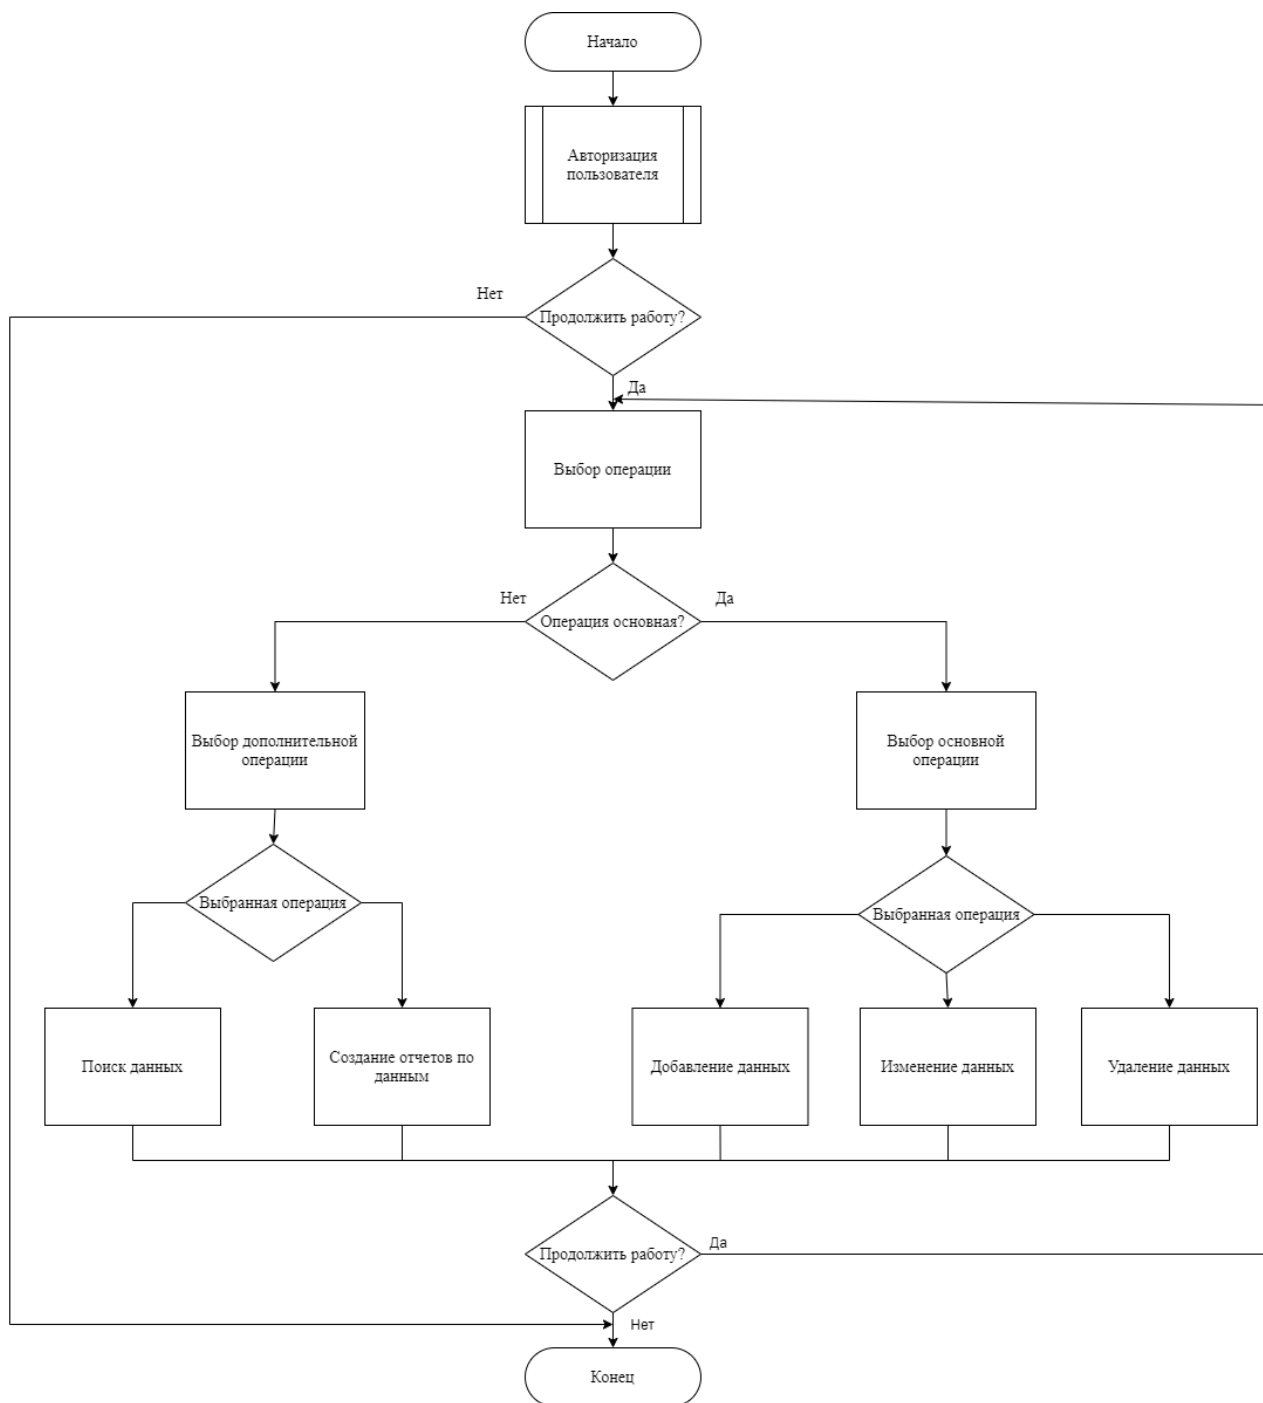 Начало
Авторизация
пользователя
Нет
Продолжить работу?
Да
Выбор операции
Нет
Да
Операция основная?
Выбор дополнительной
операции
Выбор основной
операции
Выбранная операция
Выбранная операция
Поиск данных
Создание отчетов по
данным
Добавление данных
Изменение данных
Удаление данных
Продолжить работу?
Да
Нет
Конец